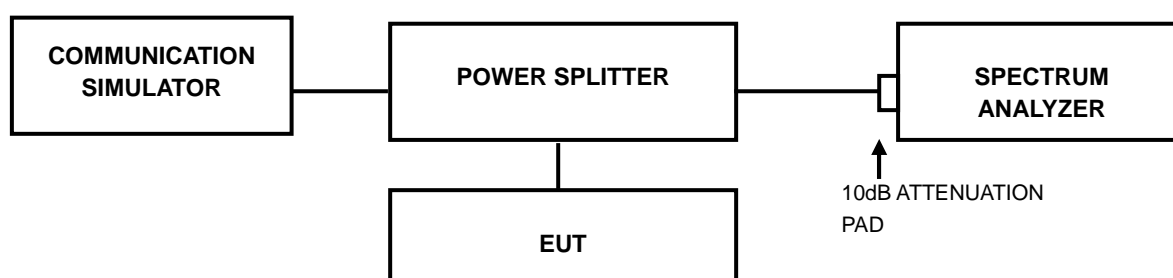 COMMUNICATION
SIMULATOR
POWER SPLITTER
SPECTRUM
ANALYZER
10dB ATTENUATION
PAD
EUT